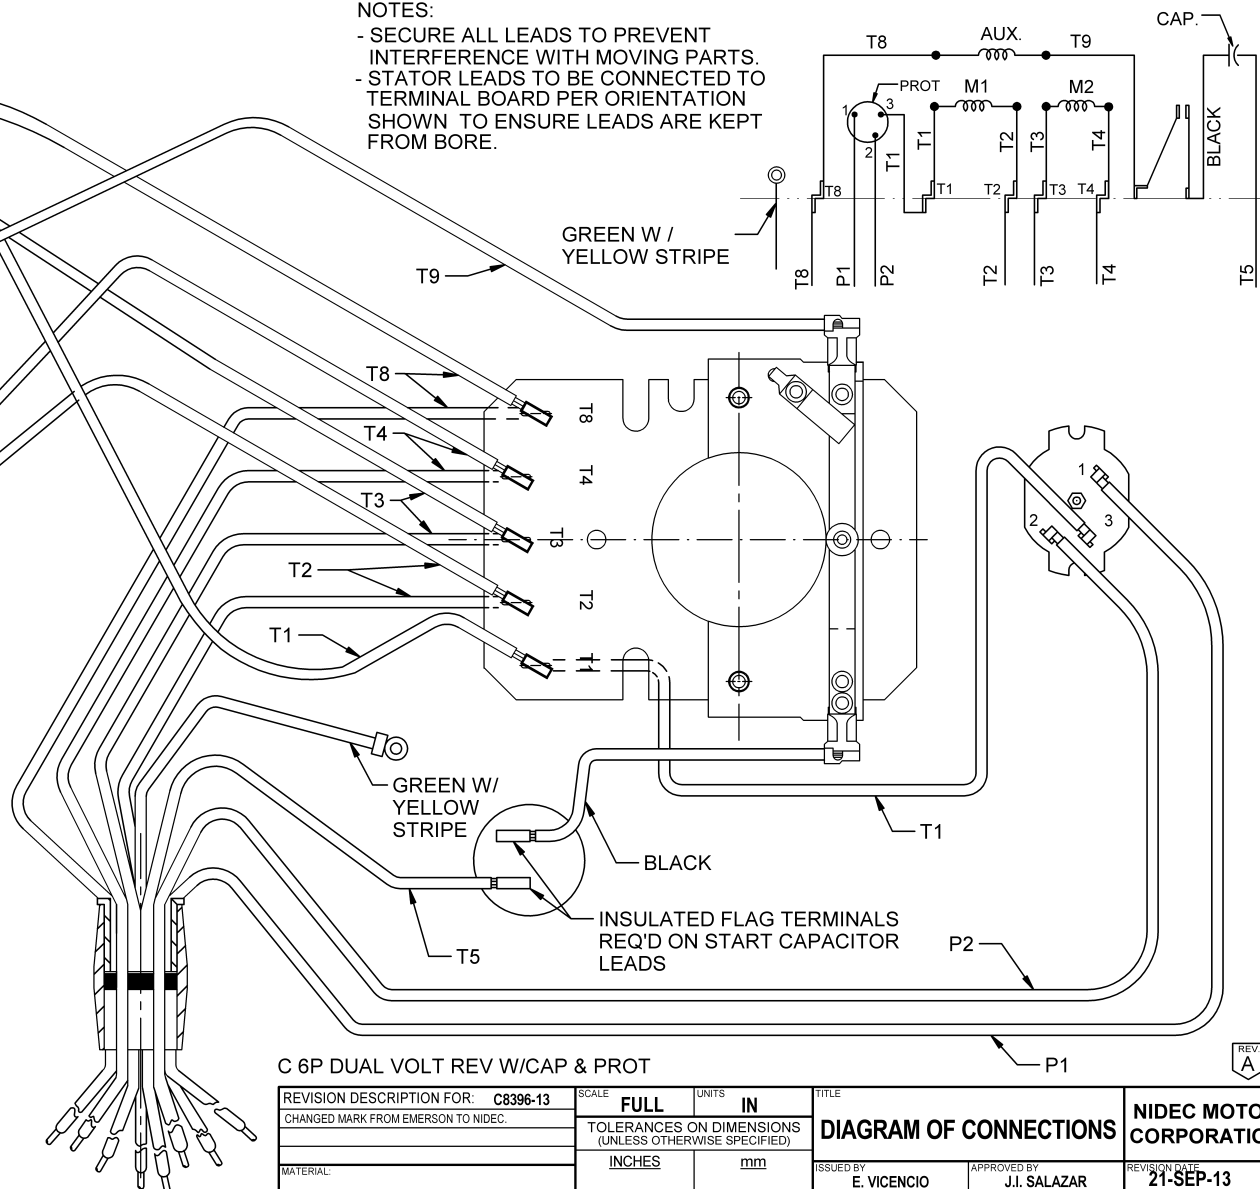 NOTES:
- SECURE ALL LEADS TO PREVENT
INTERFERENCE WITH MOVING PARTS.
- STATOR LEADS TO BE CONNECTED TO
TERMINAL BOARD PER ORIENTATION
SHOWN TO ENSURE LEADS ARE KEPT
FROM BORE.
CAP.
T8
AUX.
T9
PROT
M1
M2
1
3
2
T1
T1
T2
T3
T4
BLACK
T8
T1
T2
T3
T4
GREEN W /
YELLOW STRIPE
T8
P1
P2
T2
T3
T4
T5
T9
T8
T8
T4
T4
T3
T3
T2
T2
T1
T1
1
2
3
GREEN W/
YELLOW
STRIPE
T1
BLACK
INSULATED FLAG TERMINALS
REQ'D ON START CAPACITOR
LEADS
T5
P2
P1
C 6P DUAL VOLT REV W/CAP & PROT
REV.
A
REVISION DESCRIPTION FOR: C8396-13
CHANGED MARK FROM EMERSON TO NIDEC.
MATERIAL:
SCALE
FULL
UNITS
IN
TOLERANCES ON DIMENSIONS
(UNLESS OTHERWISE SPECIFIED)
INCHES
mm
TITLE
DIAGRAM OF CONNECTIONS
NIDEC MOTO
CORPORATIO
ISSUED BY
E. VICENCIO
APPROVED BY
J.I. SALAZAR
REVISION DATE
21-SEP-13